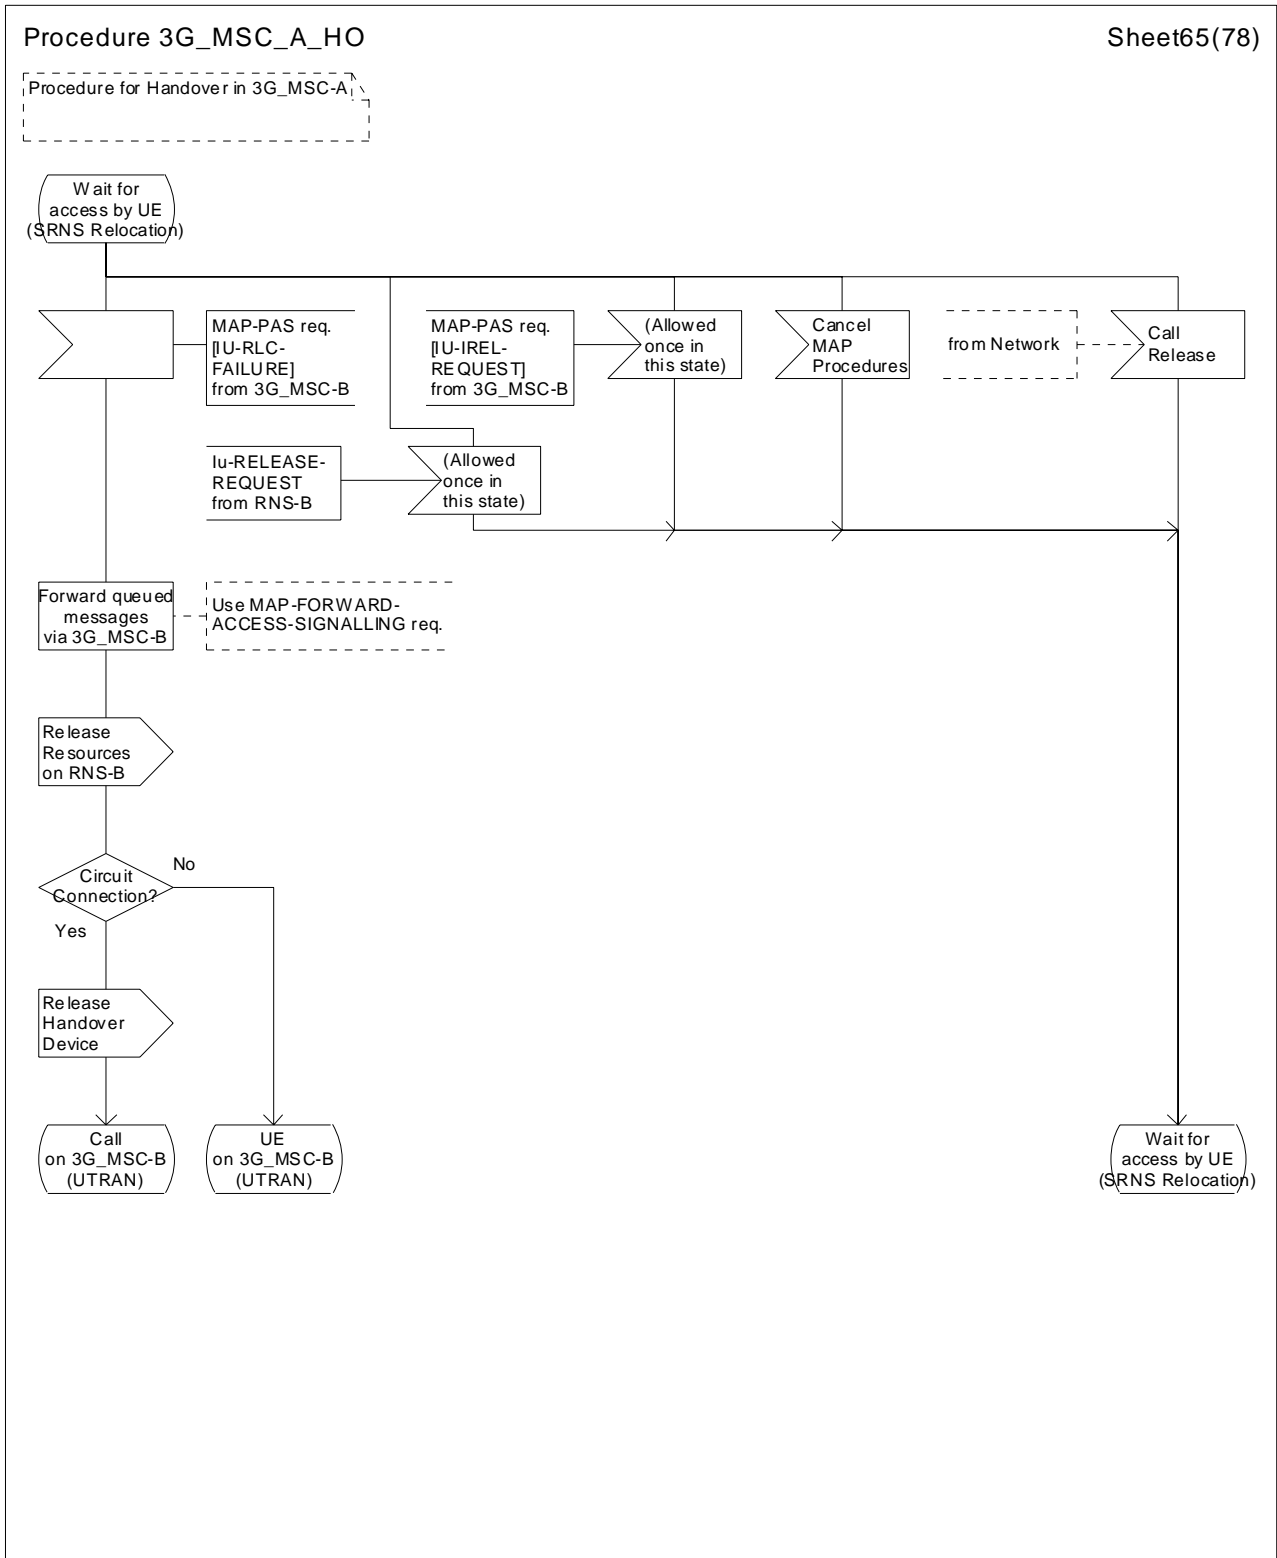 Procedure 3G_MSC_A_HO
Sheet65(78)
Procedure for Handover in 3G_MSC-A
Wait for
access by UE
(SRNS Relocation)
MAP-PAS req.
[IU-RLC-
FAILURE]
from 3G_MSC-B
MAP-PAS req.
[IU-IREL-
REQUEST]
from 3G_MSC-B
(Allowed
once in
this state)
Cancel
MAP
Procedures
from Network
Call
Release
Iu-RELEASE-
REQUEST
from RNS-B
(Allowed
once in
this state)
Forward queued
messages
via 3G_MSC-B
Use MAP-FORWARD-
ACCESS-SIGNALLING req.
Release
Resources
on RNS-B
Circuit
Connection?
No
Yes
Release
Handover
Device
Call
on 3G_MSC-B
(UTRAN)
UE
on 3G_MSC-B
(UTRAN)
Wait for
access by UE
(SRNS Relocation)